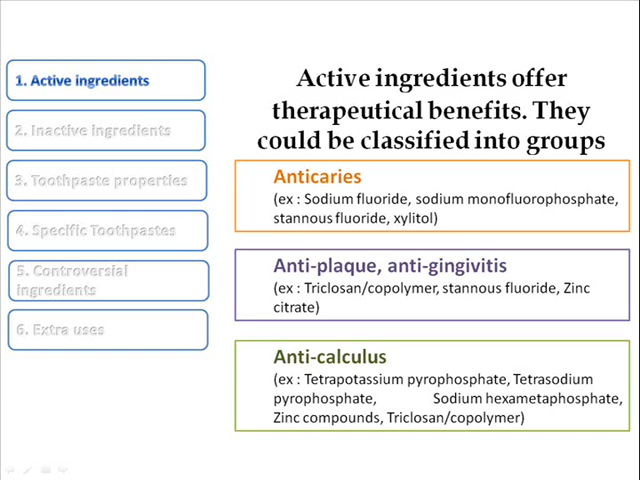 1. Active ingredients
2. Inactive ingredients
3. Toothpaste properties
4. Specific Toothpastes
5. Controversial
ingredients
6. Extra uses
Active ingredients offer
therapeutical benefits. They
could be classified into groups
Anticaries
(ex : Sodium fluoride, sodium monofluorophosphate,
stannous fluoride, xylitol)
Anti-plaque, anti-gingivitis
(ex : Triclosan/copolymer, stannous fluoride, Zinc
citrate)
Anti-calculus
(ex : Tetrapotassium pyrophosphate, Tetrasodium
pyrophosphate, Sodium hexametaphosphate,
Zinc compounds, Triclosan/copolymer)